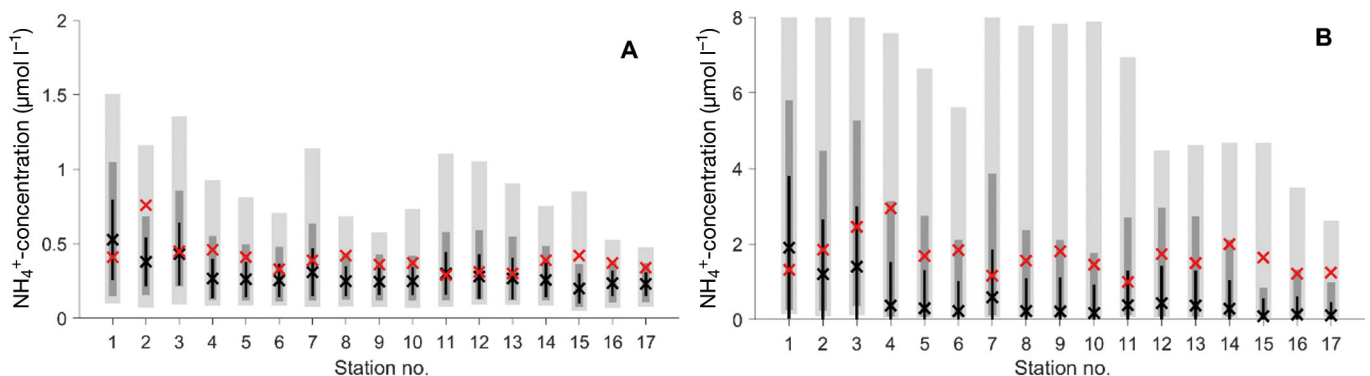 A
NH₄⁺-concentration (µmol l⁻¹)
2
1.5
1
0.5
0
1 2 3 4 5 6 7 8 9 10 11 12 13 14 15 16 17
Station no.
B
NH₄⁺-concentration (µmol l⁻¹)
8
6
4
2
0
1 2 3 4 5 6 7 8 9 10 11 12 13 14 15 16 17
Station no.